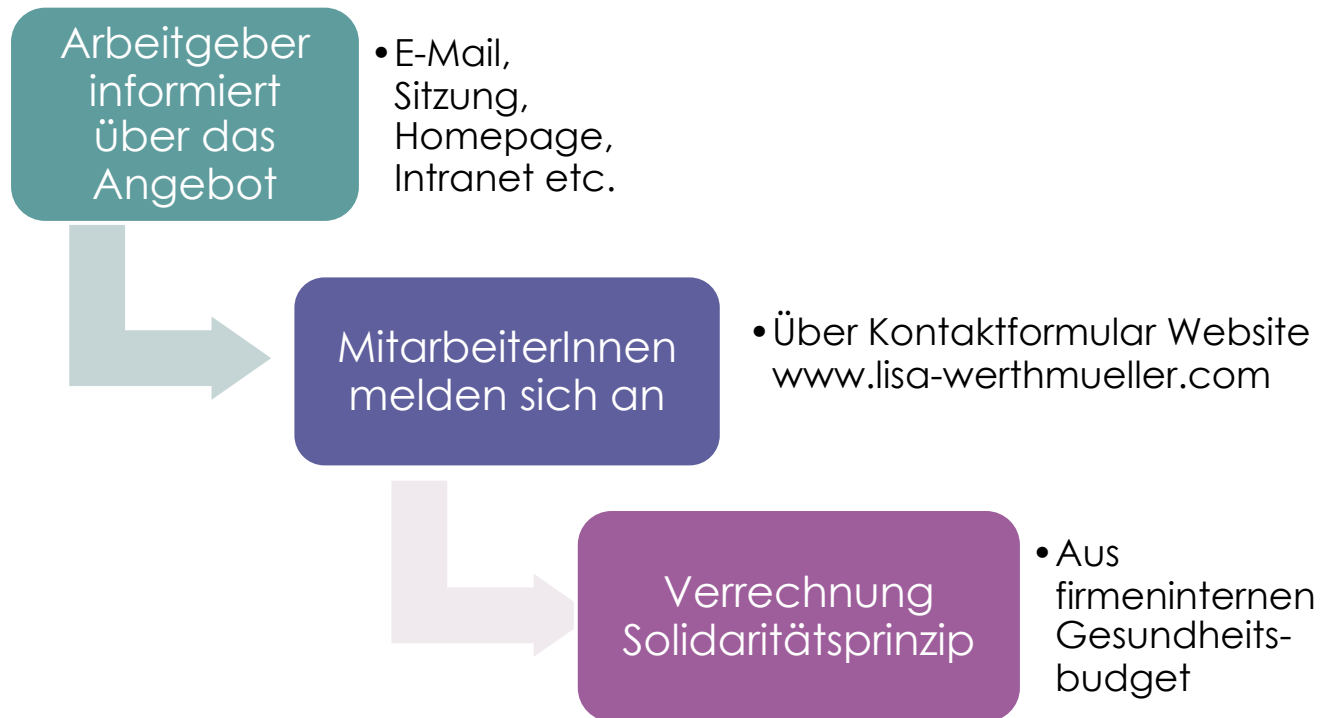 Arbeitgeber
informiert
über das
Angebot
•E-Mail,
Sitzung,
Homepage,
Intranet etc.
MitarbeiterInnen
melden sich an
•Über Kontaktformular Website
www.lisa-werthmueller.com
Verrechnung
Solidaritätsprinzip
•Aus
firmeninternen
Gesundheits-
budget